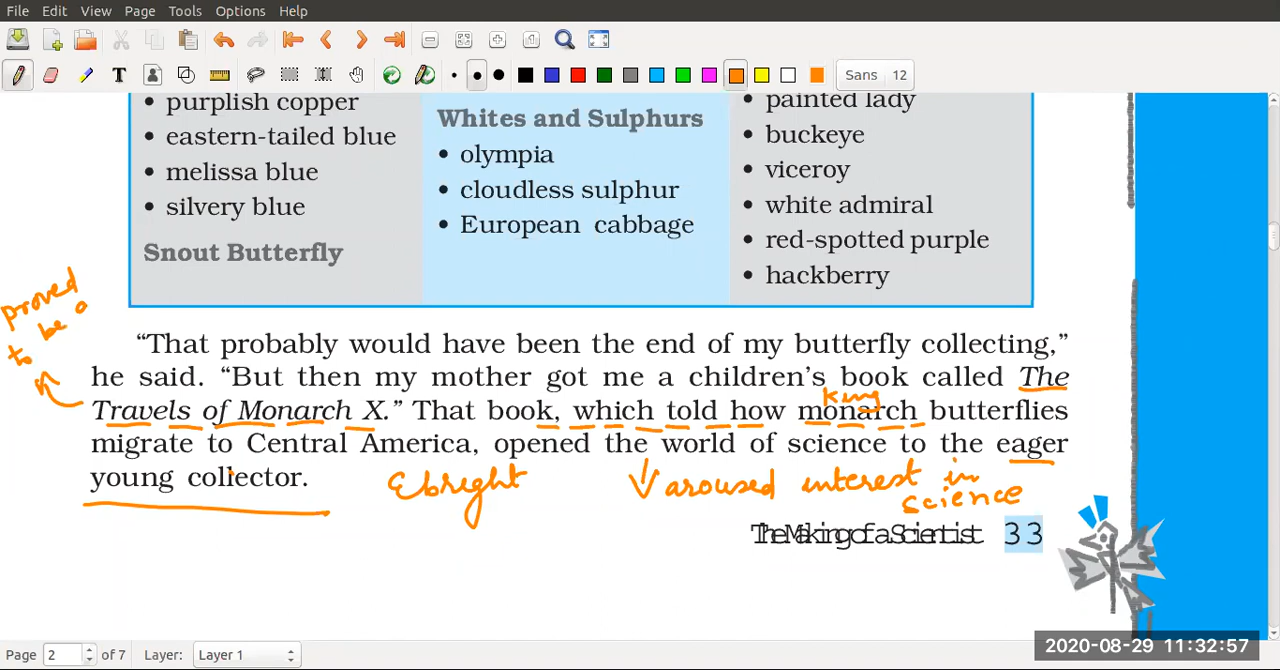 File Edit View Page Tools Options Help
Sans 12
• purplish copper
• eastern-tailed blue
• melissa blue
• silvery blue
Snout Butterfly
Whites and Sulphurs
• olympia
• cloudless sulphur
• European cabbage
• painted lady
• buckeye
• viceroy
• white admiral
• red-spotted purple
• hackberry
proved
to be a
“That probably would have been the end of my butterfly collecting,”
he said. “But then my mother got me a children’s book called The
king
Travels of Monarch X.” That book, which told how monarch butterflies
migrate to Central America, opened the world of science to the eager
young collector.
Ebright
aroused interest in
science
The Making of a Scientist 33
2020-08-29 11:32:57
Page 2 of 7 Layer: Layer 1